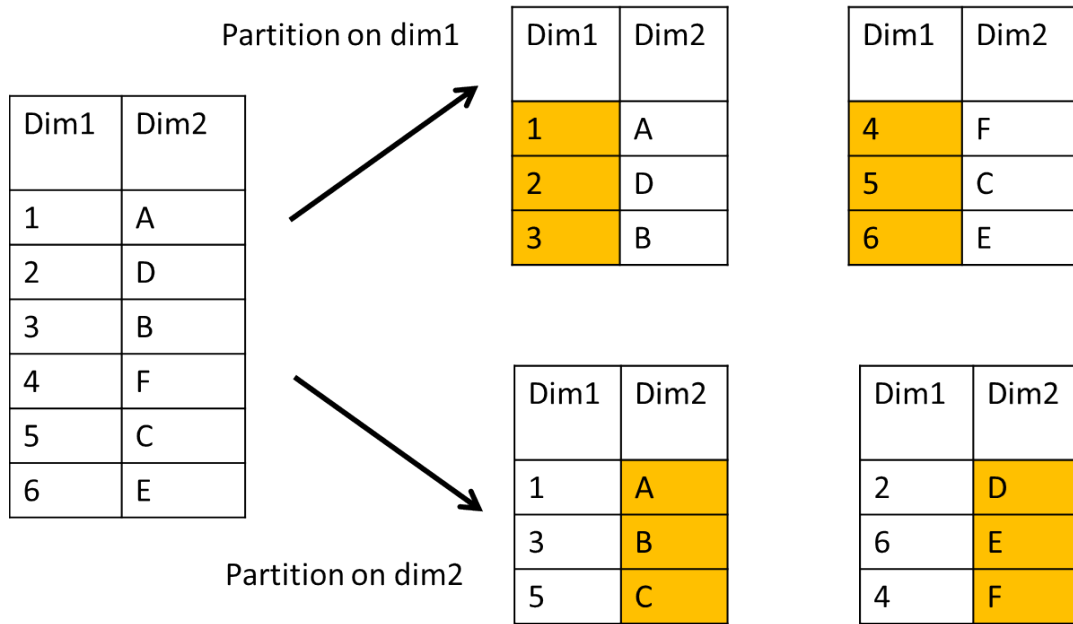 Partition on dim1
Dim1 Dim2
1 A
2 D
3 B
Dim1 Dim2
4 F
5 C
6 E
Dim1 Dim2
1 A
2 D
3 B
4 F
5 C
6 E
Partition on dim2
Dim1 Dim2
1 A
3 B
5 C
Dim1 Dim2
2 D
6 E
4 F